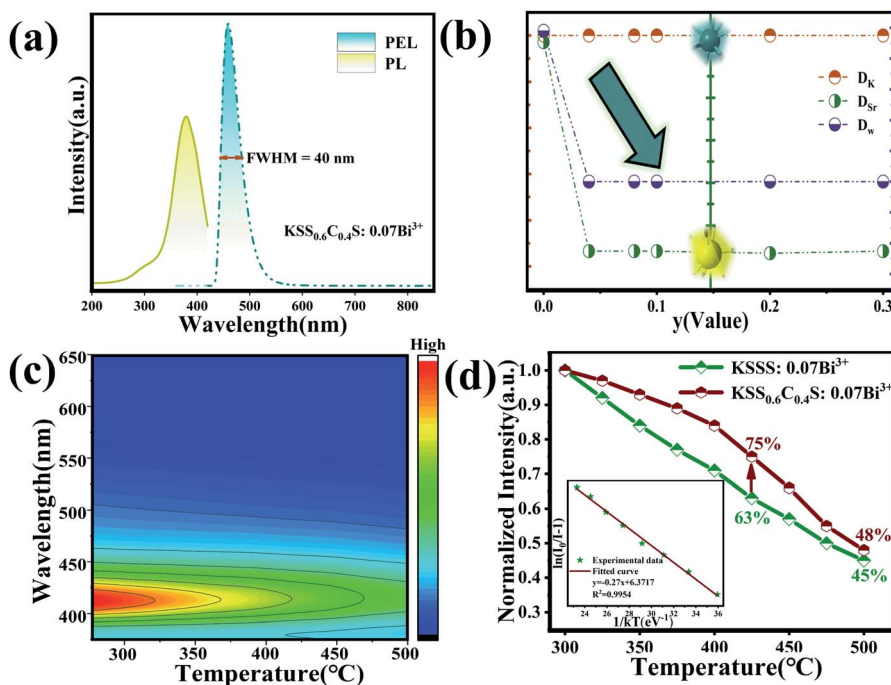 (a)
PEL
PL
FWHM = 40 nm
KSS₀.₆C₀.₄S: 0.07Bi³⁺
Intensity(a.u.)
200 300 400 500 600 700 800
Wavelength(nm)
(b)
D_K
D_Sr
D_w
0.0 0.1 0.2 0.3
y(Value)
(c)
High
650
600
550
500
450
400
Wavelength(nm)
300 350 400 450 500
Temperature(°C)
(d)
KSSS: 0.07Bi³⁺
KSS₀.₆C₀.₄S: 0.07Bi³⁺
1.0
0.9
0.8
0.7
0.6
0.5
0.4
0.3
Normalized Intensity(a.u.)
75%
63%
48%
45%
ln(I₀/I-1)
Experimental data
Fitted curve
y=-0.27x+6.3717
R²=0.9954
24 26 28 30 32 34 36
1/kT(eV⁻¹)
300 350 400 450 500
Temperature(°C)